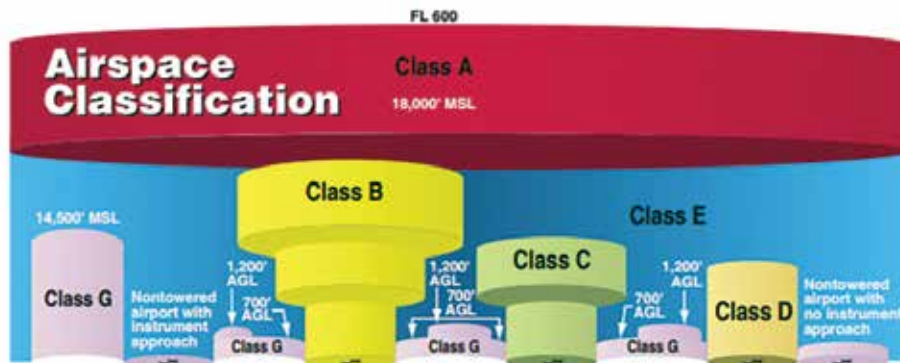 FL 600
Airspace
Classification
Class A
18,000' MSL
Class B
14,500' MSL
Class E
Class G
Nontowered
airport with
instrument
approach
1,200'
AGL
700'
AGL
Class G
1,200'
AGL
700'
AGL
Class G
Class C
700'
AGL
1,200'
AGL
Class G
Class D
Nontowered
airport with
no instrument
approach